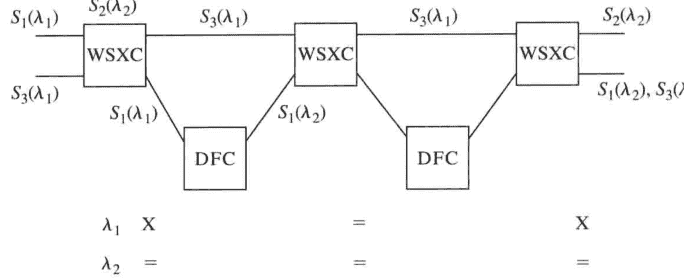 S₂(λ₂)
S₁(λ₁) S₃(λ₁) S₃(λ₁) S₂(λ₂)
WSXC WSXC WSXC
S₃(λ₁) S₁(λ₂), S₃(λ
S₁(λ₁) S₁(λ₂)
DFC DFC
λ₁ X = X
λ₂ = = =